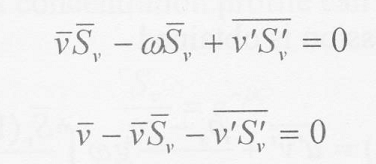 v̄S̄ᵥ − ωS̄ᵥ + \overline{v′S′ᵥ} = 0
v̄ − v̄S̄ᵥ − \overline{v′S′ᵥ} = 0